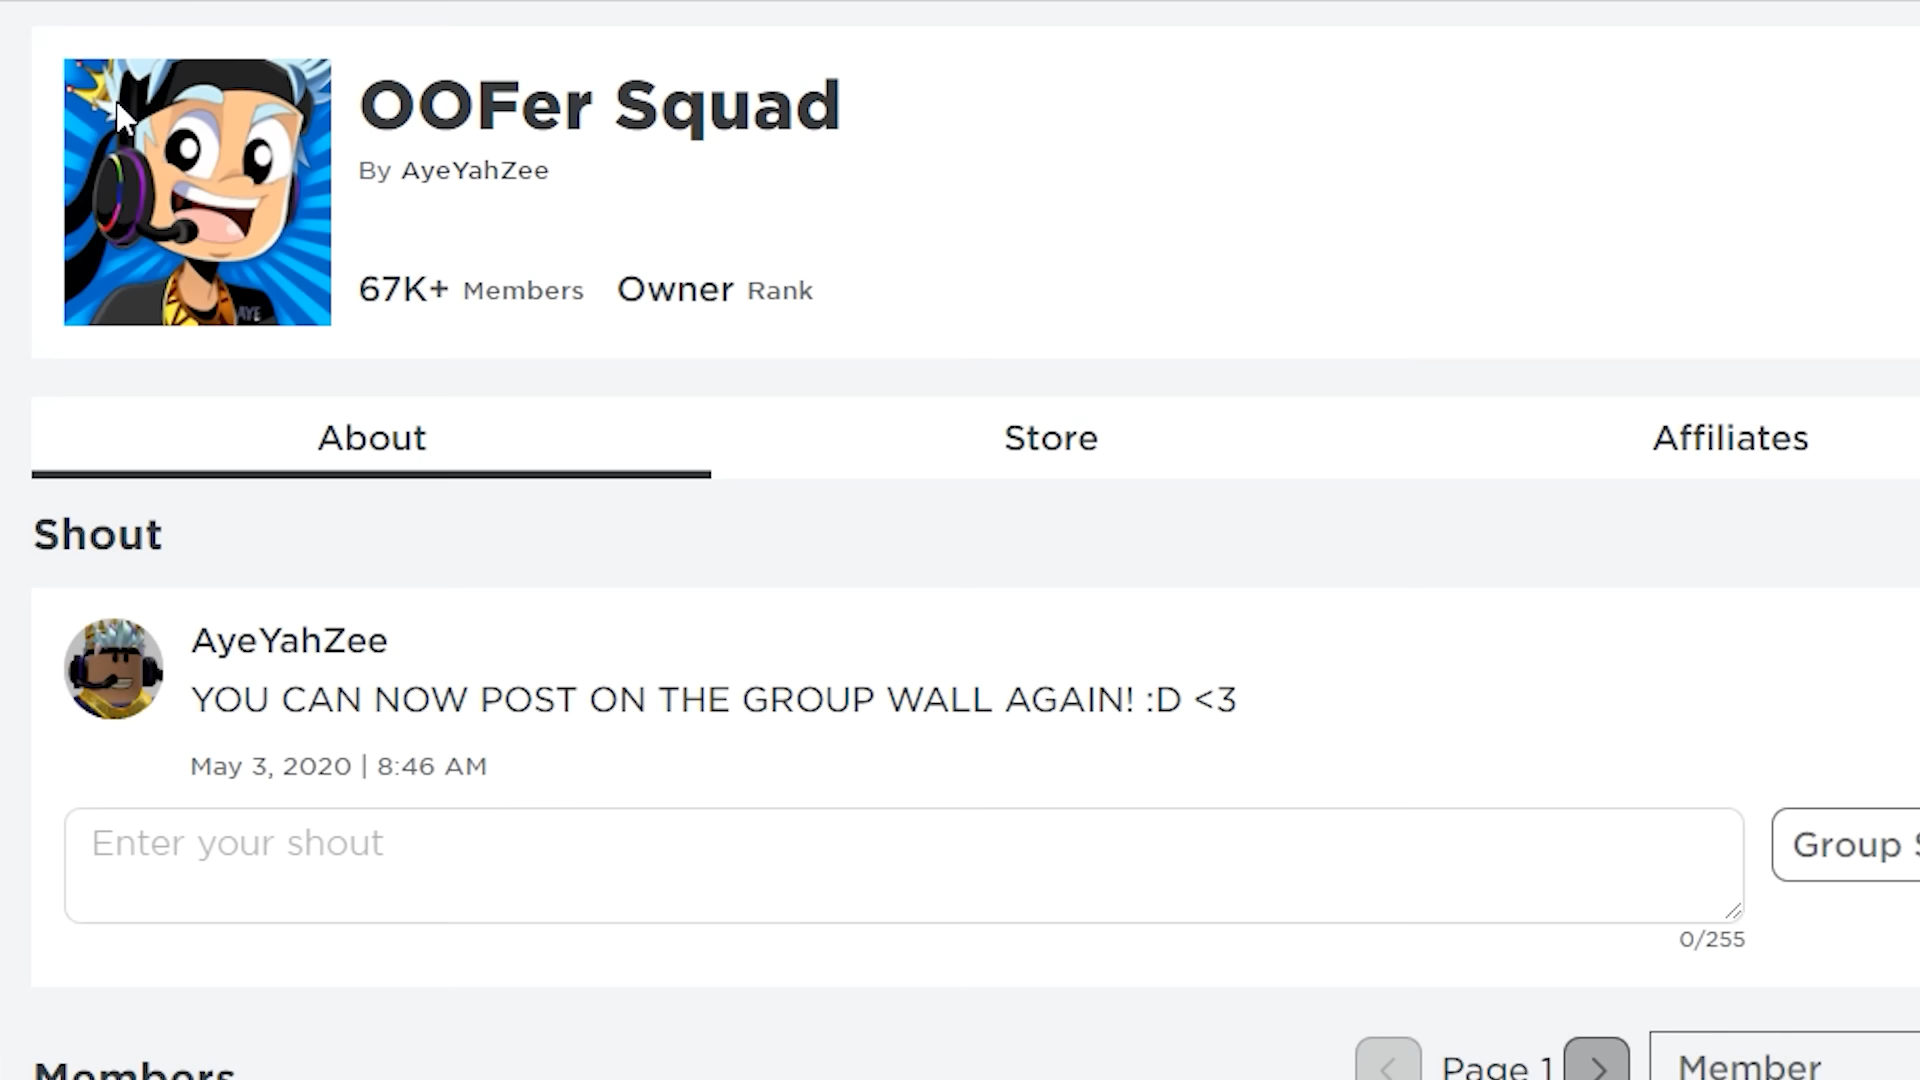 OOFer Squad
By AyeYahZee
67K+ Members Owner Rank
AYE
About Store Affiliates
Shout
AyeYahZee
YOU CAN NOW POST ON THE GROUP WALL AGAIN! :D <3
May 3, 2020 | 8:46 AM
Enter your shout
Group
0/255
Members
Page 1
Member